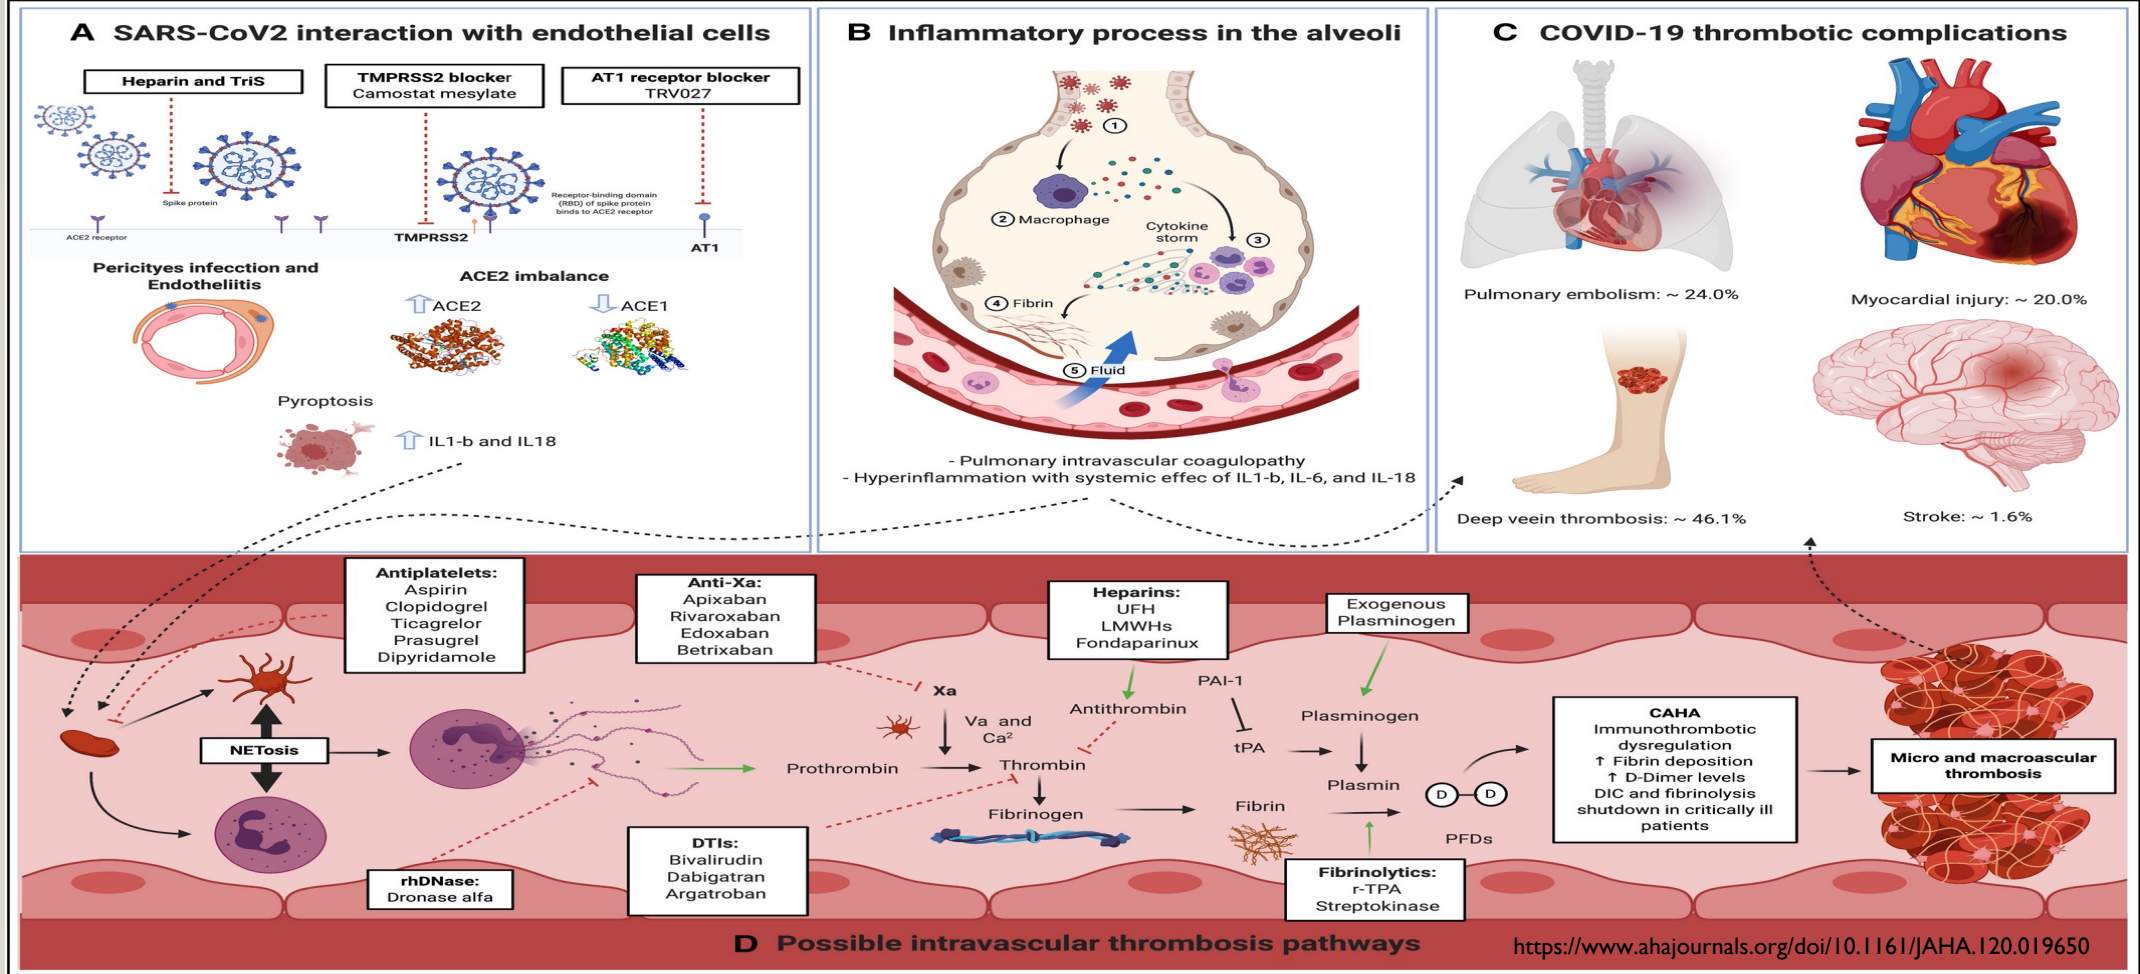 A SARS-CoV2 interaction with endothelial cells
Heparin and TriS
TMPRSS2 blocker
Camostat mesylate
AT1 receptor blocker
TRV027
Spike protein
Receptor-binding domain
(RBD) of spike protein
binds to ACE2 receptor
ACE2 receptor
TMPRSS2
AT1
Pericityes infecction and
Endotheliitis
ACE2 imbalance
ACE2
ACE1
Pyroptosis
IL1-b and IL18
B Inflammatory process in the alveoli
1
2 Macrophage
Cytokine
storm
3
4 Fibrin
5 Fluid
- Pulmonary intravascular coagulopathy
- Hyperinflammation with systemic effec of IL1-b, IL-6, and IL-18
C COVID-19 thrombotic complications
Pulmonary embolism: ~ 24.0%
Myocardial injury: ~ 20.0%
Deep veein thrombosis: ~ 46.1%
Stroke: ~ 1.6%
Antiplatelets:
Aspirin
Clopidogrel
Ticagrelor
Prasugrel
Dipyridamole
Anti-Xa:
Apixaban
Rivaroxaban
Edoxaban
Betrixaban
Heparins:
UFH
LMWHs
Fondaparinux
Exogenous
Plasminogen
NETosis
Xa
Va and
Ca²
Prothrombin
Thrombin
Fibrinogen
Antithrombin
PAI-1
tPA
Plasminogen
Plasmin
Fibrin
D D
PFDs
CAHA
Immunothrombotic
dysregulation
↑ Fibrin deposition
↑ D-Dimer levels
DIC and fibrinolysis
shutdown in critically ill
patients
Micro and macroascular
thrombosis
rhDNase:
Dronase alfa
DTIs:
Bivalirudin
Dabigatran
Argatroban
Fibrinolytics:
r-TPA
Streptokinase
D Possible intravascular thrombosis pathways
https://www.ahajournals.org/doi/10.1161/JAHA.120.019650